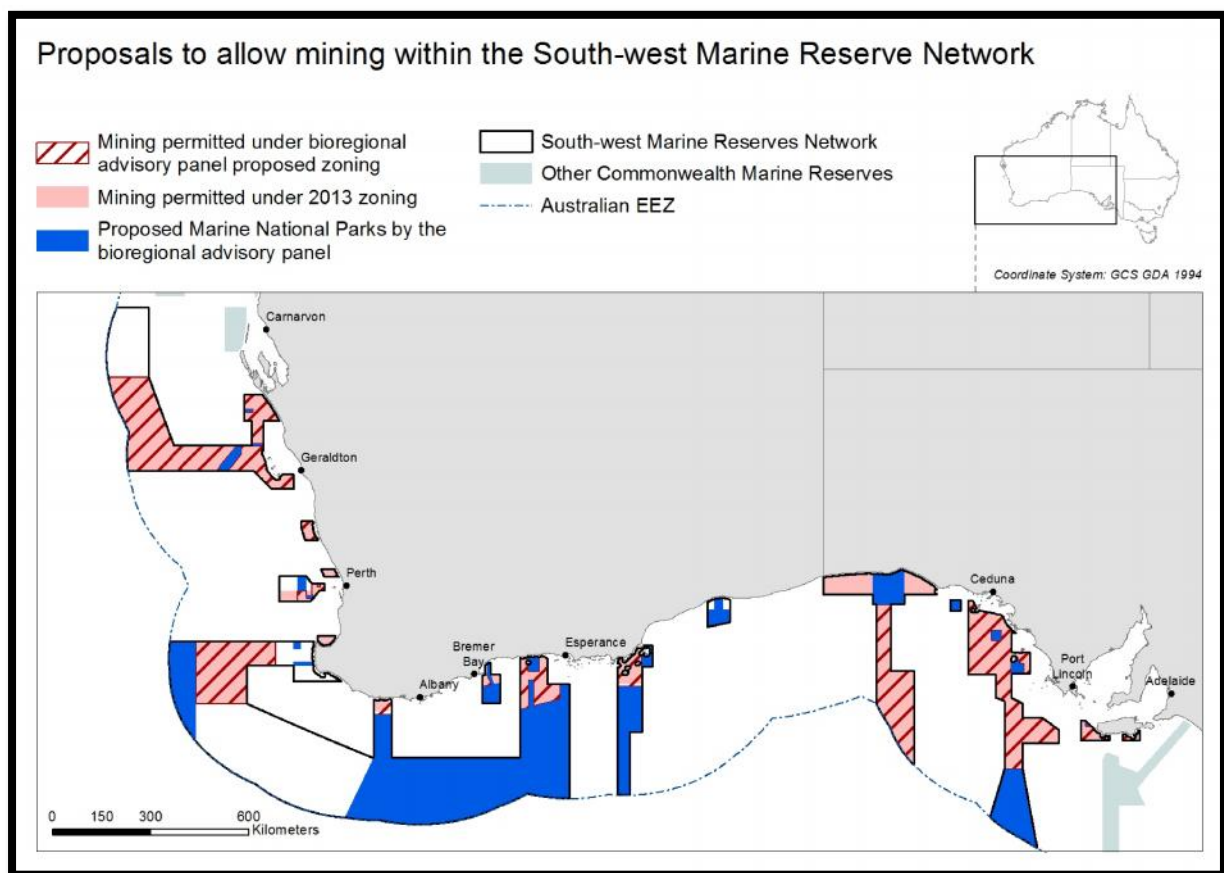 Proposals to allow mining within the South-west Marine Reserve Network
Mining permitted under bioregional
advisory panel proposed zoning
Mining permitted under 2013 zoning
Proposed Marine National Parks by the
bioregional advisory panel
South-west Marine Reserves Network
Other Commonwealth Marine Reserves
Australian EEZ
Coordinate System: GCS GDA 1994
Carnarvon
Geraldton
Perth
Ceduna
Bremer
Bay
Esperance
Albany
Port
Lincoln
Adelaide
0 150 300 600
Kilometers